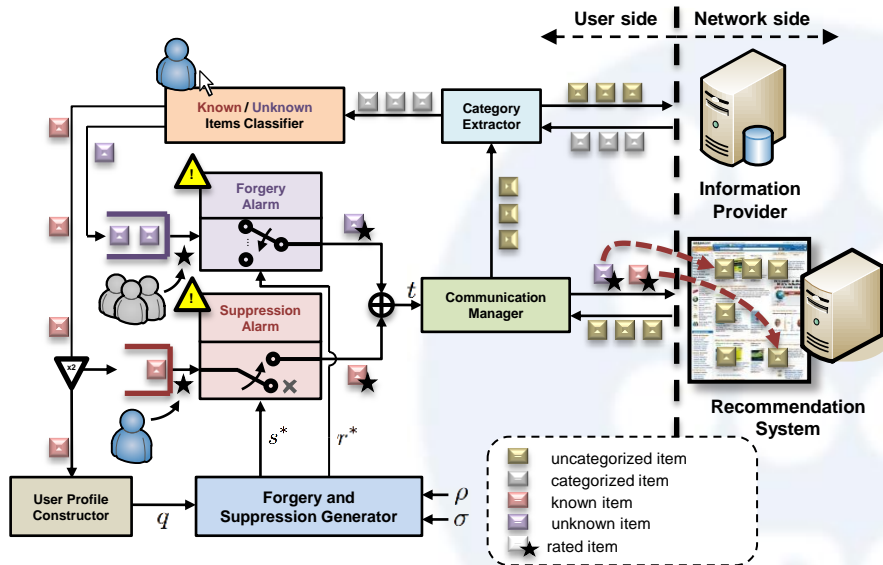 User side
Network side
Known / Unknown
Items Classifier
Category
Extractor
Information
Provider
!
Forgery
Alarm
t
Communication
Manager
!
Suppression
Alarm
x2
Recommendation
System
s*
r*
User Profile
Constructor
q
Forgery and
Suppression Generator
ρ
σ
uncategorized item
categorized item
known item
unknown item
rated item